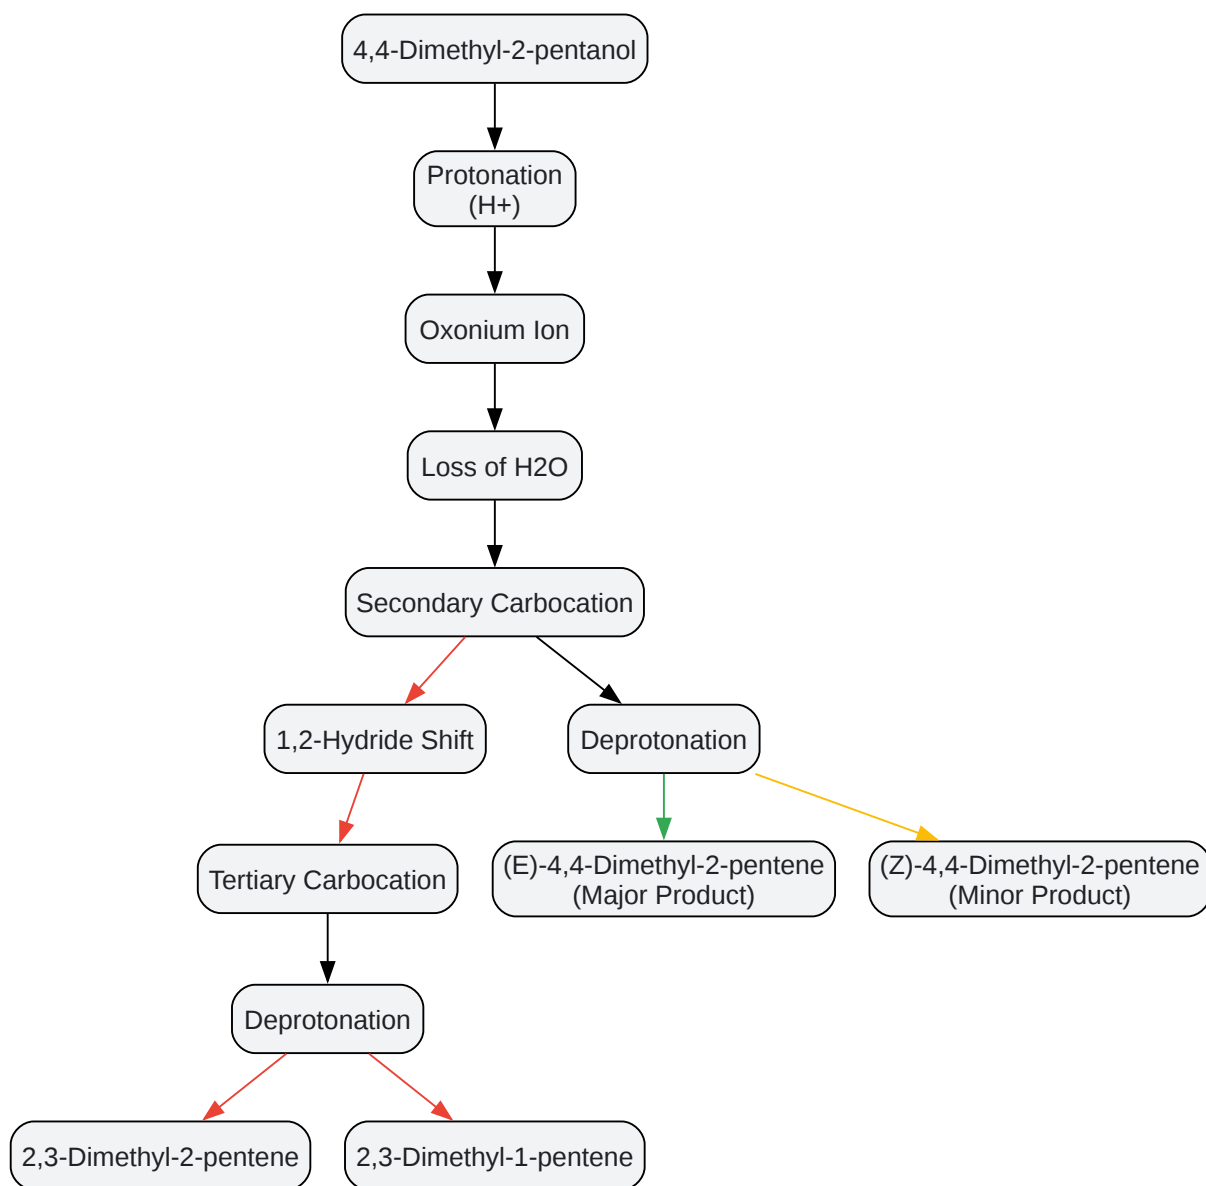 4,4-Dimethyl-2-pentanol
Protonation
(H+)
Oxonium Ion
Loss of H2O
Secondary Carbocation
1,2-Hydride Shift
Deprotonation
Tertiary Carbocation
(E)-4,4-Dimethyl-2-pentene
(Major Product)
(Z)-4,4-Dimethyl-2-pentene
(Minor Product)
Deprotonation
2,3-Dimethyl-2-pentene
2,3-Dimethyl-1-pentene